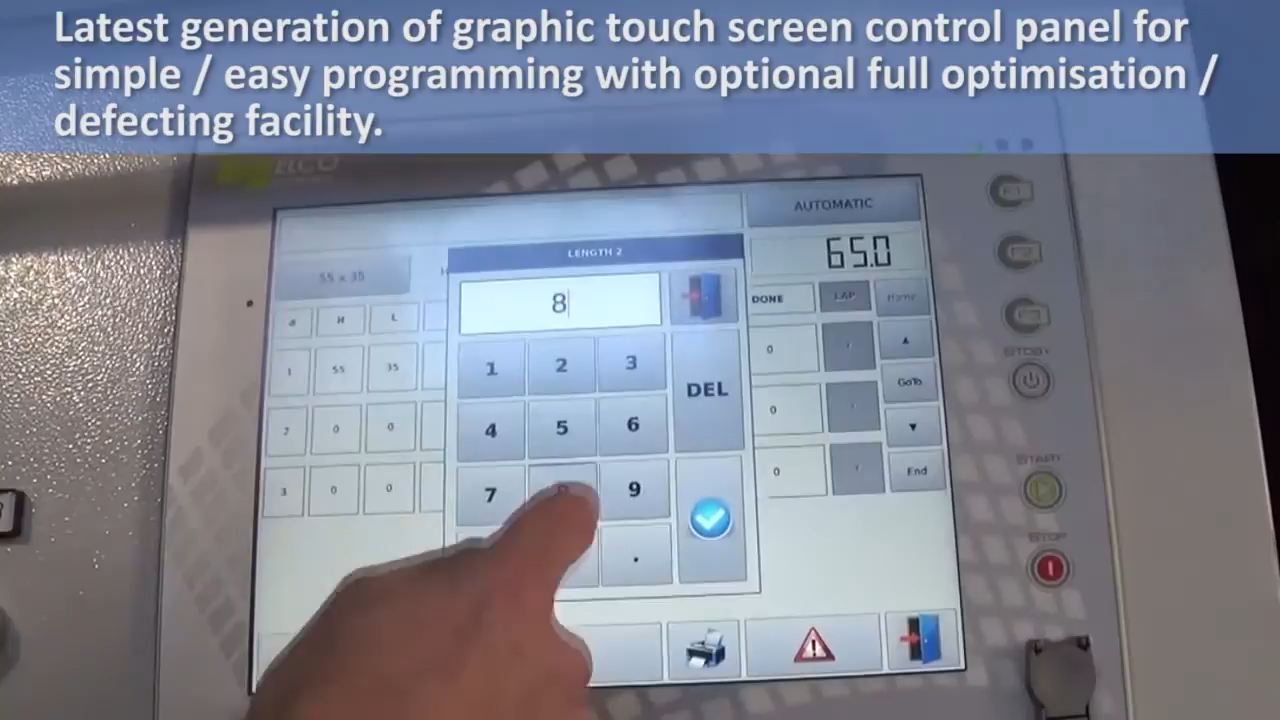 Latest generation of graphic touch screen control panel for
simple / easy programming with optional full optimisation /
defecting facility.
AUTOMATIC
LENGTH 2
65.0
55 x 35
8
DONE
LAP
Home
# H L
1 55 35
1 2 3
DEL
0
GoTo
2 0 0
4 5 6
0
End
3 0 0
7 8 9
0
.
STDBY
START
STOP